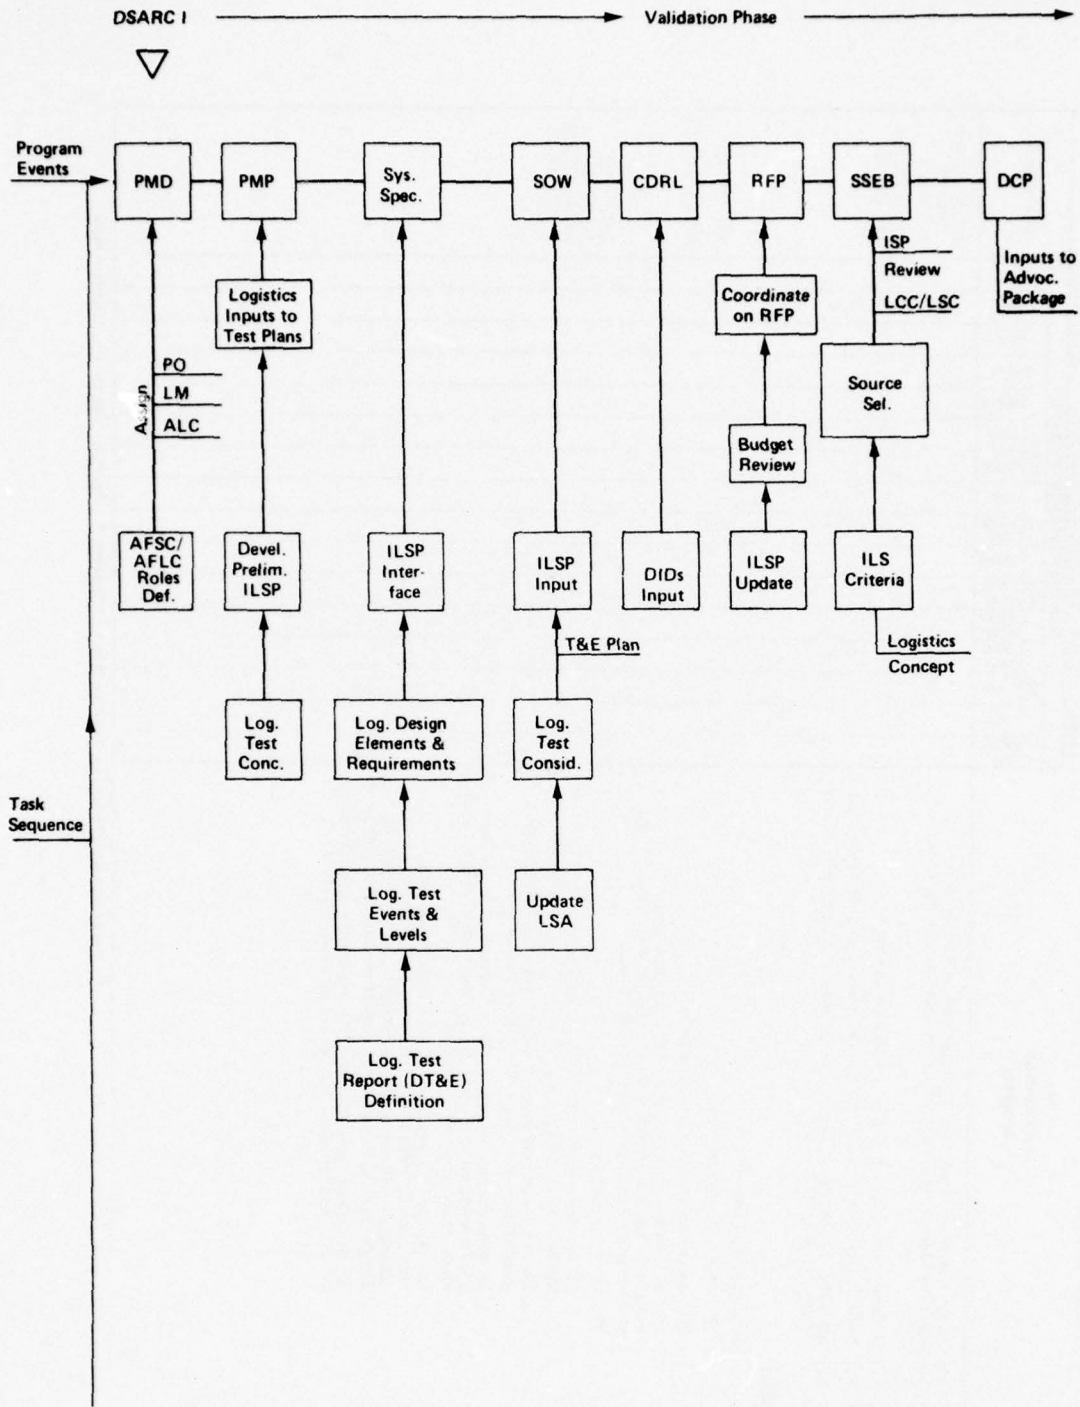 DSARC I
Validation Phase
Program
Events
PMD
PMP
Sys.
Spec.
SOW
CDRL
RFP
SSEB
DCP
ISP
Review
LCC/LSC
Inputs to
Advoc.
Package
Logistics
Inputs to
Test Plans
Coordinate
on RFP
PO
LM
ALC
Assign
Source
Sel.
Budget
Review
AFSC/
AFLC
Roles
Def.
Devel.
Prelim.
ILSP
ILSP
Inter-
face
ILSP
Input
DIDs
Input
ILSP
Update
ILS
Criteria
T&E Plan
Logistics
Concept
Log.
Test
Conc.
Log. Design
Elements &
Requirements
Log.
Test
Consid.
Task
Sequence
Log. Test
Events &
Levels
Update
LSA
Log. Test
Report (DT&E)
Definition